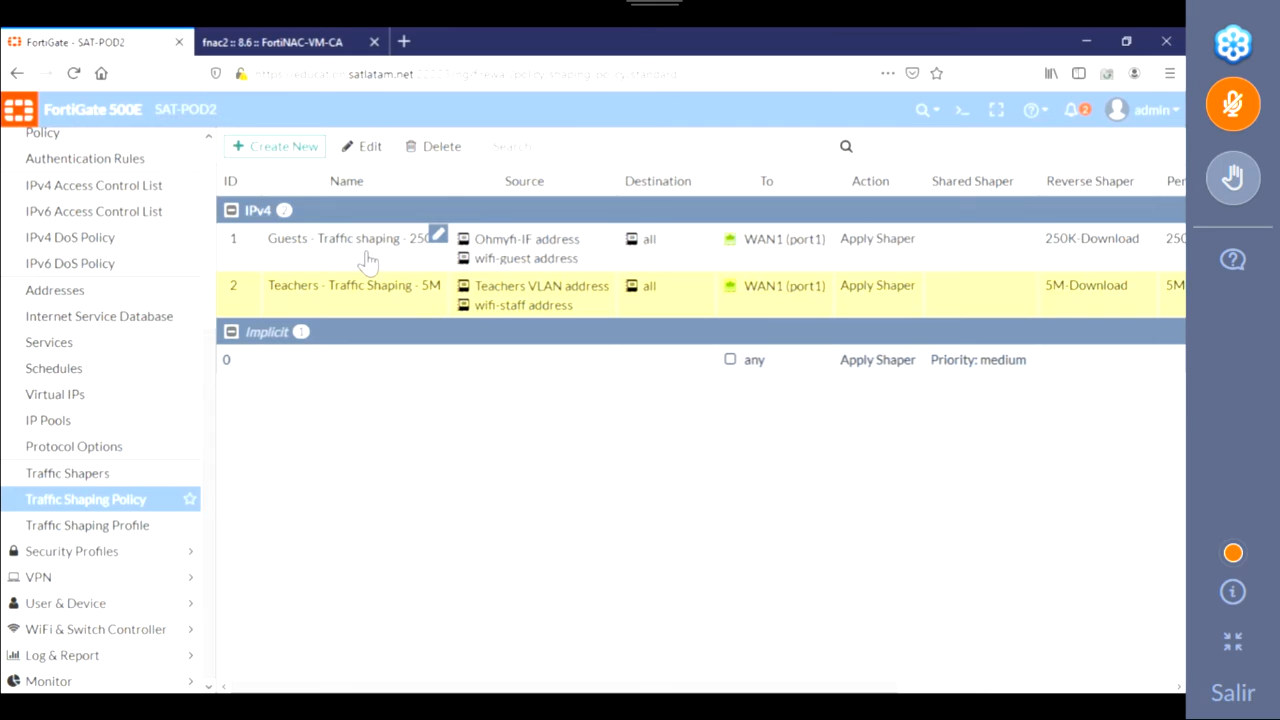 FortiGate - SAT-POD2
fnac2 :: 8.6 :: FortiNAC-VM-CA
satlatam.net
FortiGate 500E SAT-POD2
admin
2
Policy
Authentication Rules
IPv4 Access Control List
IPv6 Access Control List
IPv4 DoS Policy
IPv6 DoS Policy
Addresses
Internet Service Database
Services
Schedules
Virtual IPs
IP Pools
Protocol Options
Traffic Shapers
Traffic Shaping Policy
Traffic Shaping Profile
Security Profiles
VPN
User & Device
WiFi & Switch Controller
Log & Report
Monitor
Create New Edit Delete Search
ID Name Source Destination To Action Shared Shaper Reverse Shaper Per
IPv4 2
1 Guests - Traffic shaping - 250 Ohmyfi-IF address all WAN1 (port1) Apply Shaper 250K-Download 250
wifi-guest address
2 Teachers - Traffic Shaping - 5M Teachers VLAN address all WAN1 (port1) Apply Shaper 5M-Download 5M
wifi-staff address
Implicit 1
0 any Apply Shaper Priority: medium
Salir